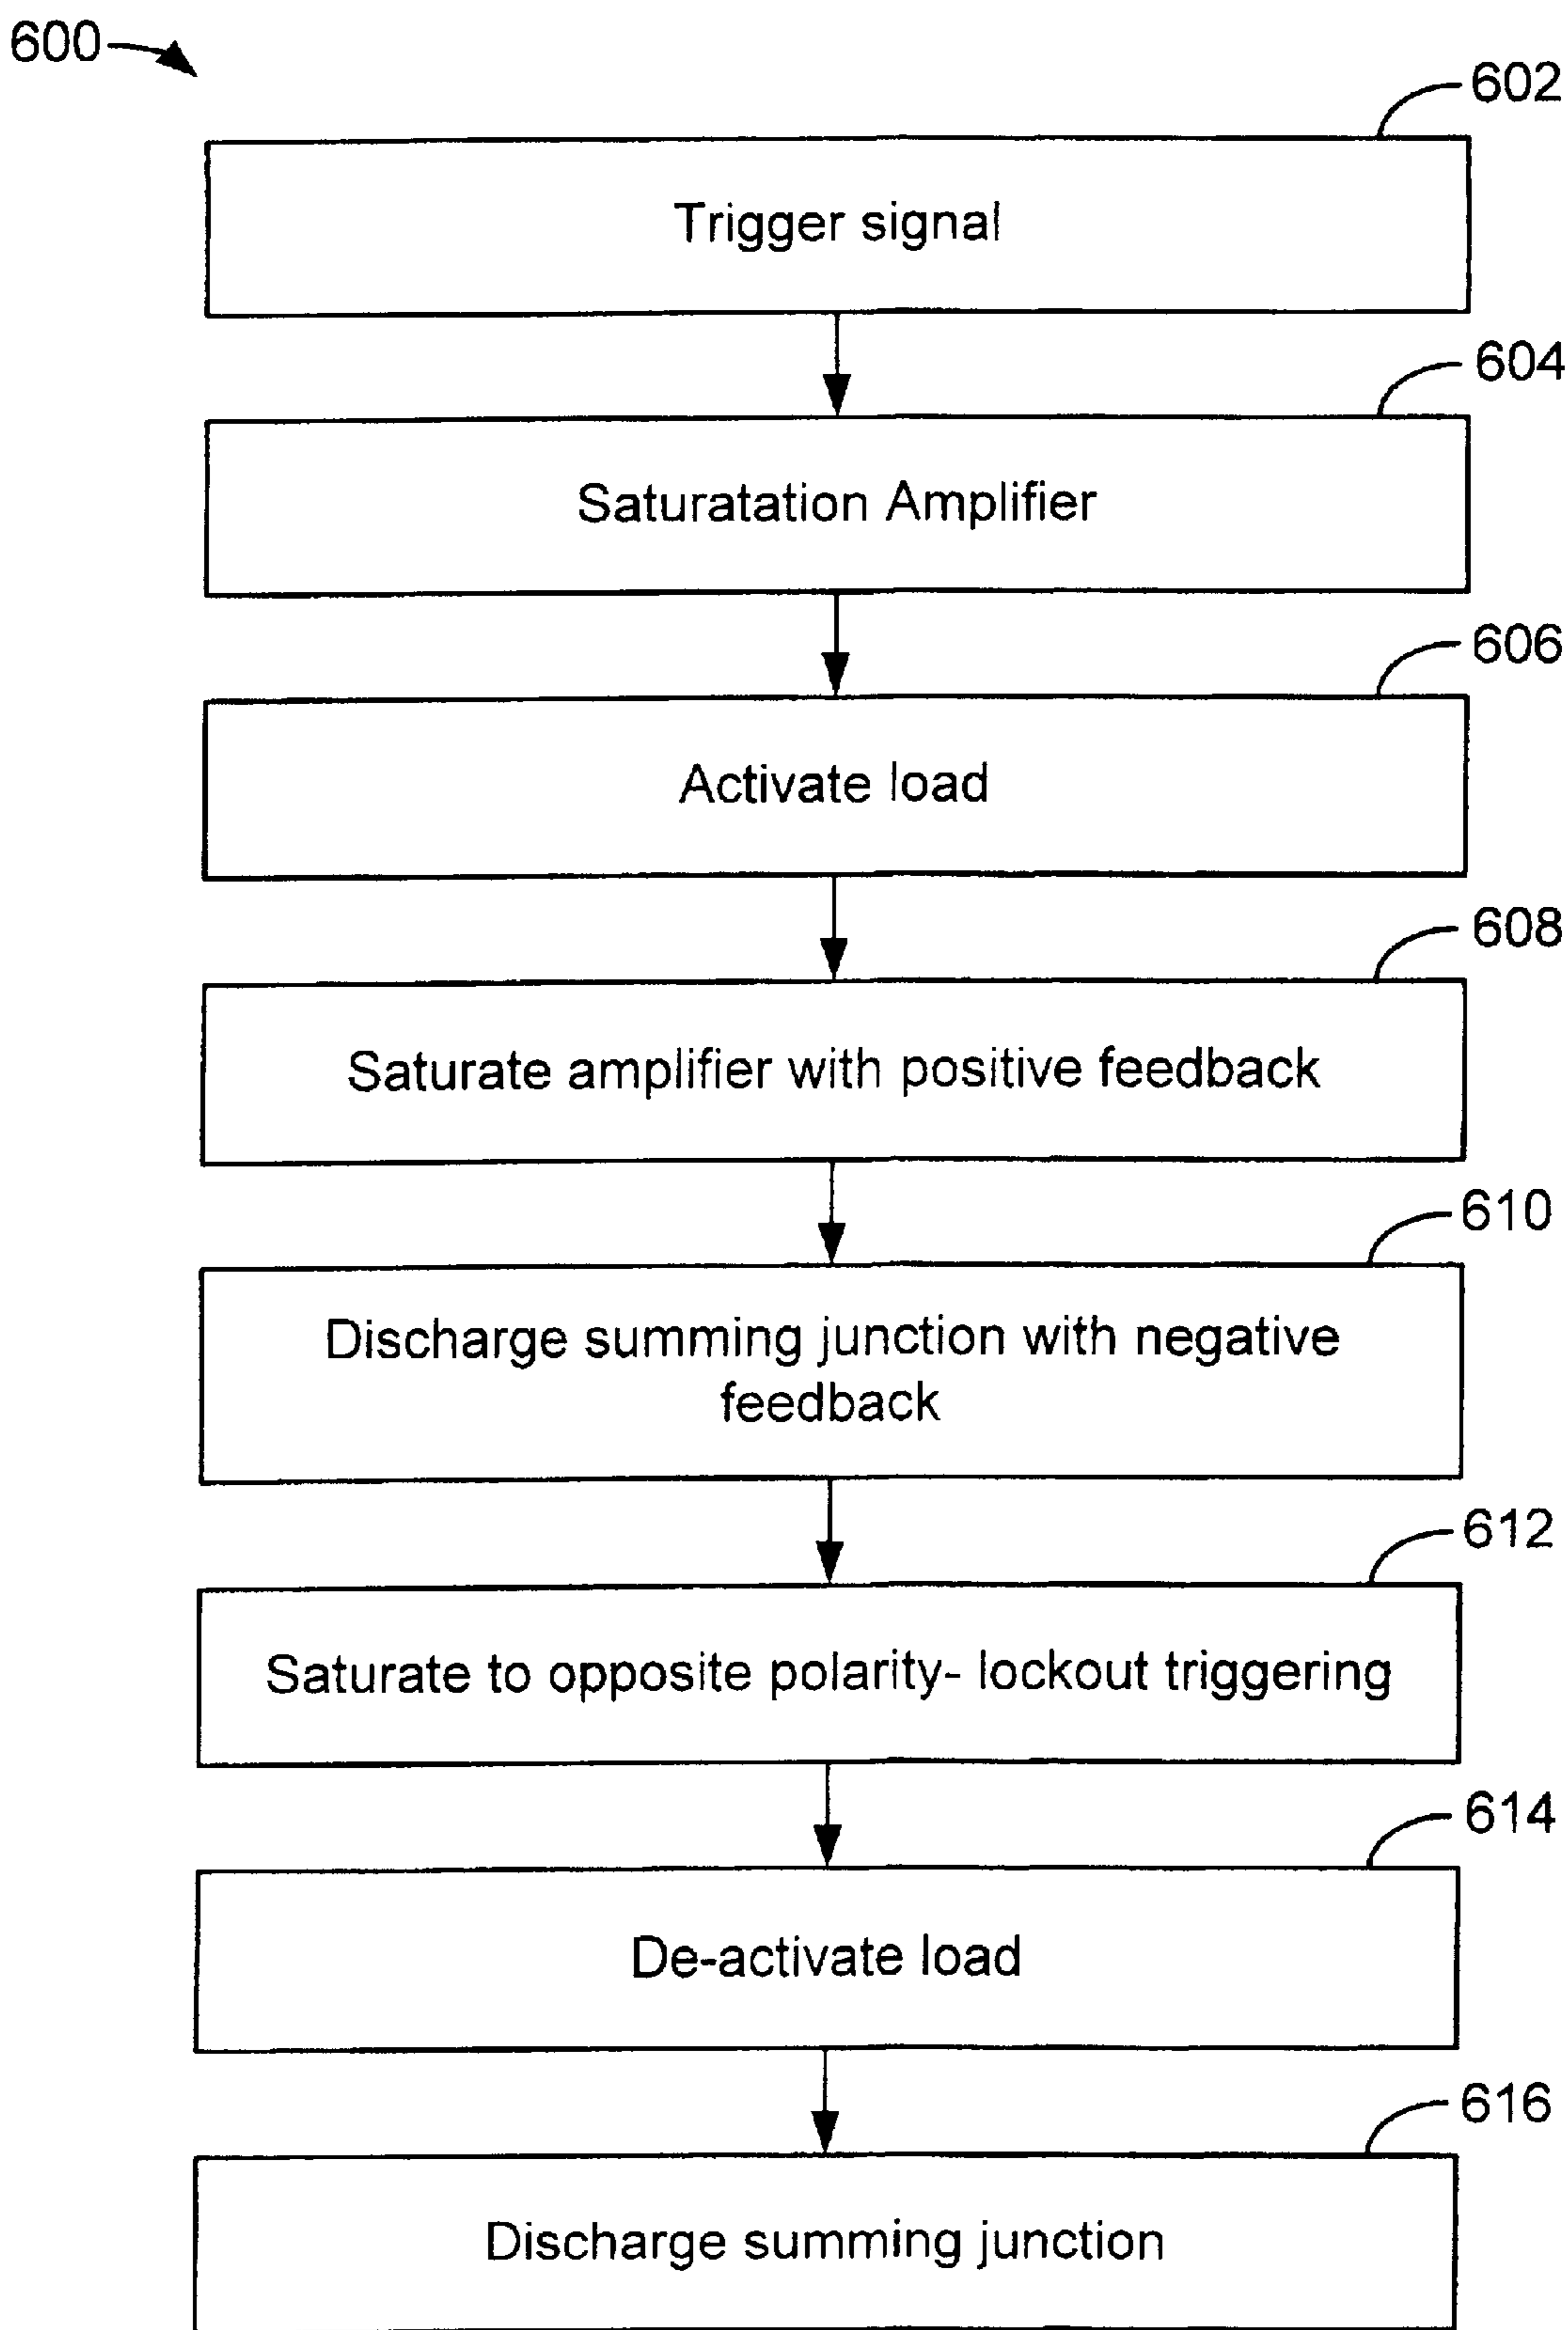 600
602
Trigger signal
604
Saturatation Amplifier
606
Activate load
608
Saturate amplifier with positive feedback
610
Discharge summing junction with negative
feedback
612
Saturate to opposite polarity- lockout triggering
614
De-activate load
616
Discharge summing junction